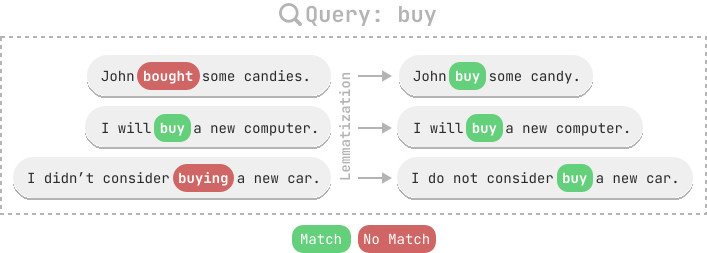 Query: buy
John bought some candies.
John buy some candy.
I will buy a new computer.
I will buy a new computer.
I didn't consider buying a new car.
I do not consider buy a new car.
Lemmatization
Match
No Match